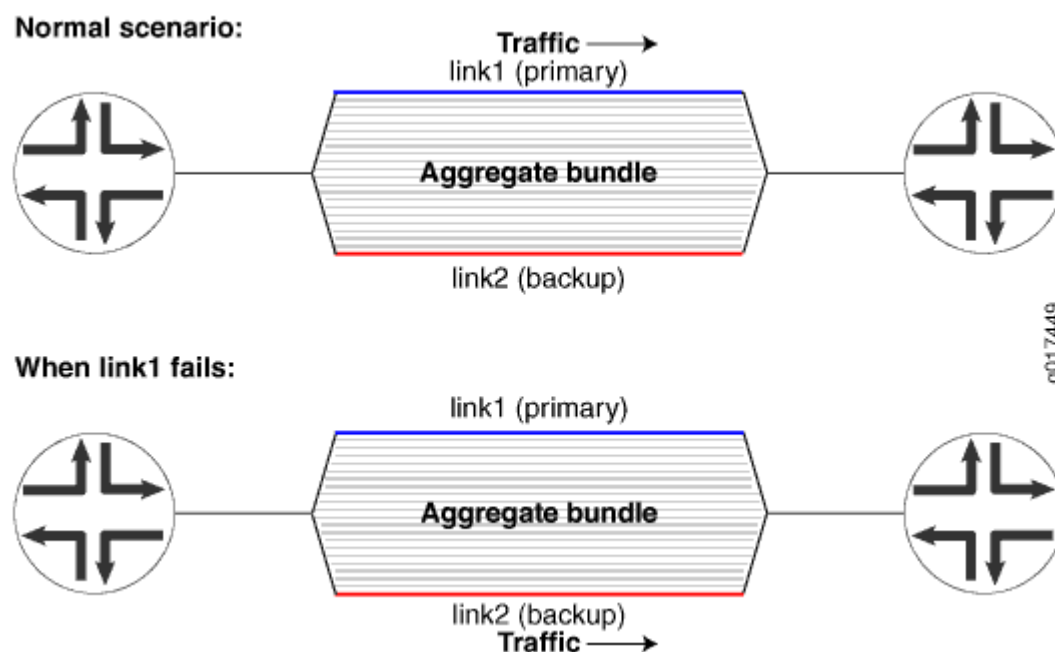 Normal scenario:
Traffic
link1 (primary)
Aggregate bundle
link2 (backup)
g017449
When link1 fails:
link1 (primary)
Aggregate bundle
link2 (backup)
Traffic